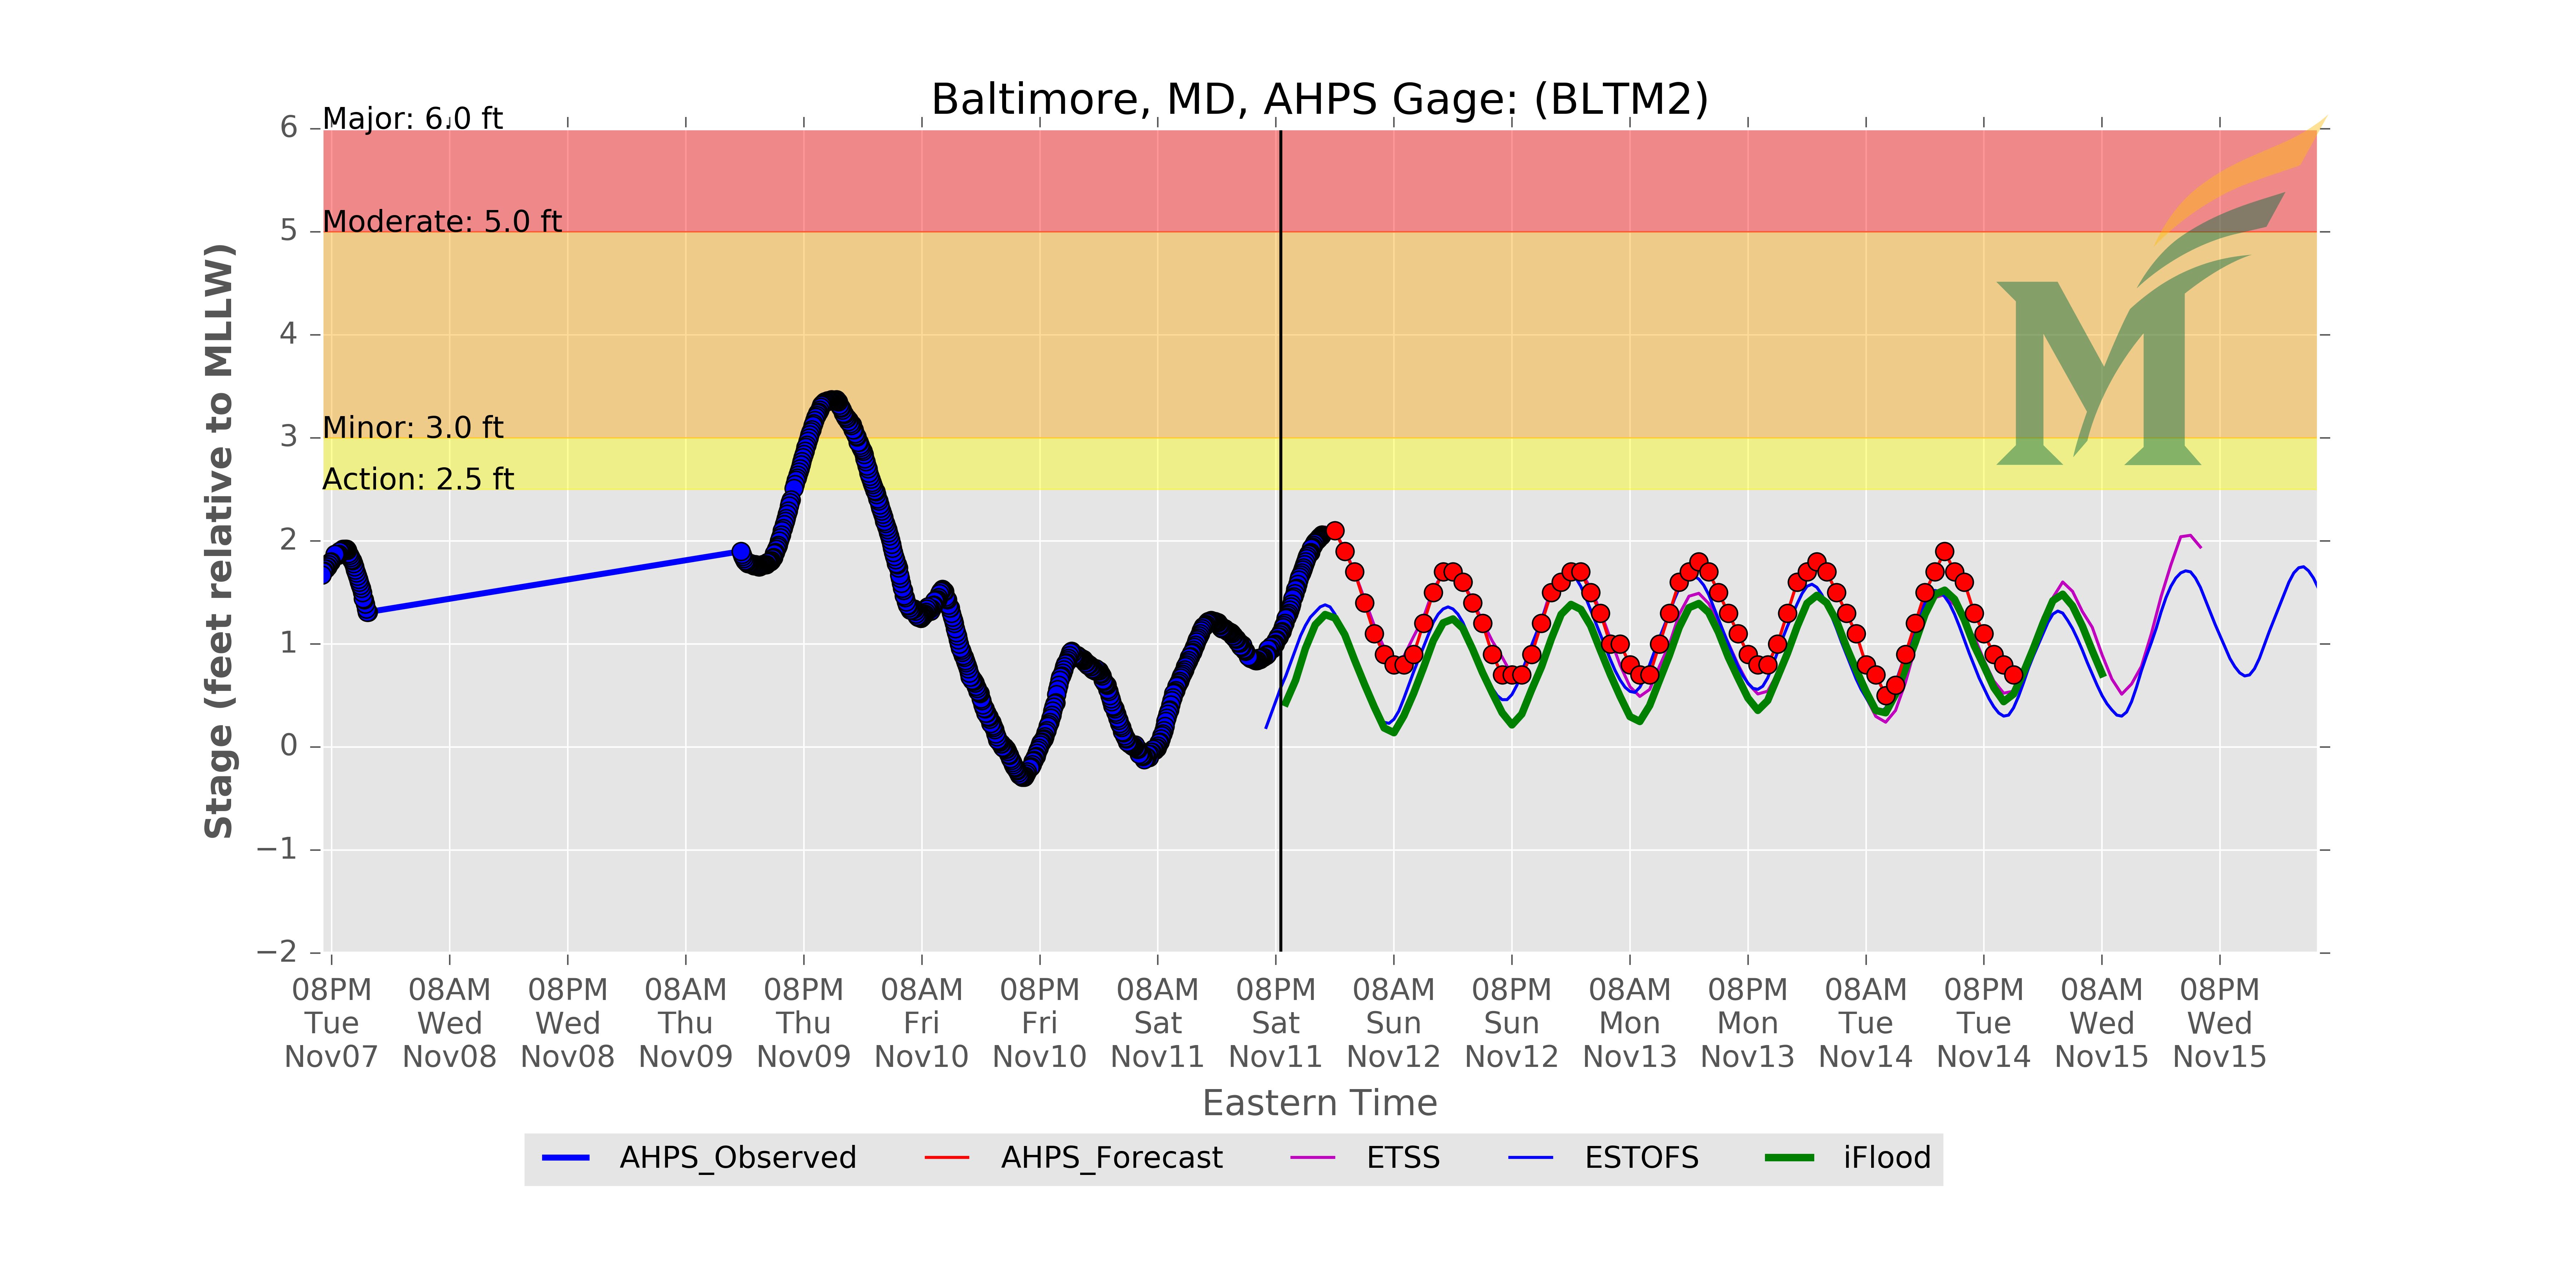 Baltimore, MD, AHPS Gage: (BLTM2)
Major: 6.0 ft
Moderate: 5.0 ft
Minor: 3.0 ft
Action: 2.5 ft
6
5
4
3
2
1
0
−1
−2
Stage (feet relative to MLLW)
M
08PM 08AM 08PM 08AM 08PM 08AM 08PM 08AM 08PM 08AM 08PM 08AM 08PM 08AM 08PM 08AM 08PM
Tue Wed Wed Thu Thu Fri Fri Sat Sat Sun Sun Mon Mon Tue Tue Wed Wed
Nov07 Nov08 Nov08 Nov09 Nov09 Nov10 Nov10 Nov11 Nov11 Nov12 Nov12 Nov13 Nov13 Nov14 Nov14 Nov15 Nov15
Eastern Time
AHPS_Observed AHPS_Forecast ETSS ESTOFS iFlood